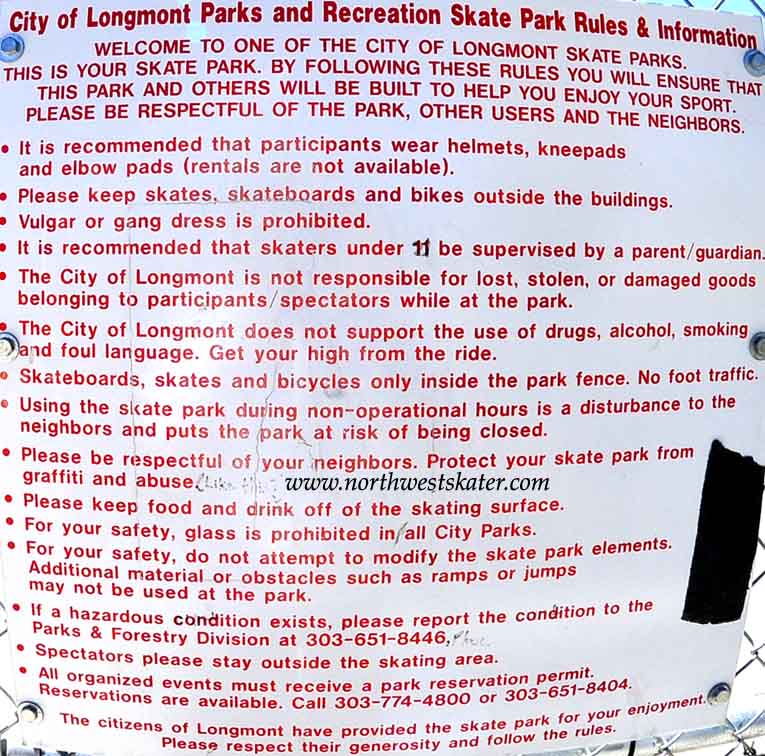 City of Longmont Parks and Recreation Skate Park Rules & Information
WELCOME TO ONE OF THE CITY OF LONGMONT SKATE PARKS.
THIS IS YOUR SKATE PARK. BY FOLLOWING THESE RULES YOU WILL ENSURE THAT
THIS PARK AND OTHERS WILL BE BUILT TO HELP YOU ENJOY YOUR SPORT.
PLEASE BE RESPECTFUL OF THE PARK, OTHER USERS AND THE NEIGHBORS.
• It is recommended that participants wear helmets, kneepads
and elbow pads (rentals are not available).
• Please keep skates, skateboards and bikes outside the buildings.
• Vulgar or gang dress is prohibited.
• It is recommended that skaters under 11 be supervised by a parent/guardian.
• The City of Longmont is not responsible for lost, stolen, or damaged goods
belonging to participants/spectators while at the park.
• The City of Longmont does not support the use of drugs, alcohol, smoking
and foul language. Get your high from the ride.
• Skateboards, skates and bicycles only inside the park fence. No foot traffic.
• Using the skate park during non-operational hours is a disturbance to the
neighbors and puts the park at risk of being closed.
• Please be respectful of your neighbors. Protect your skate park from
graffiti and abuse. (Like www.northwestskater.com
• Please keep food and drink off of the skating surface.
• For your safety, glass is prohibited in all City Parks.
• For your safety, do not attempt to modify the skate park elements.
Additional material or obstacles such as ramps or jumps
may not be used at the park.
• If a hazardous condition exists, please report the condition to the
Parks & Forestry Division at 303-651-8446.
• Spectators please stay outside the skating area.
• All organized events must receive a park reservation permit.
Reservations are available. Call 303-774-4800 or 303-651-8404.
The citizens of Longmont have provided the skate park for your enjoyment.
Please respect their generosity and follow the rules.